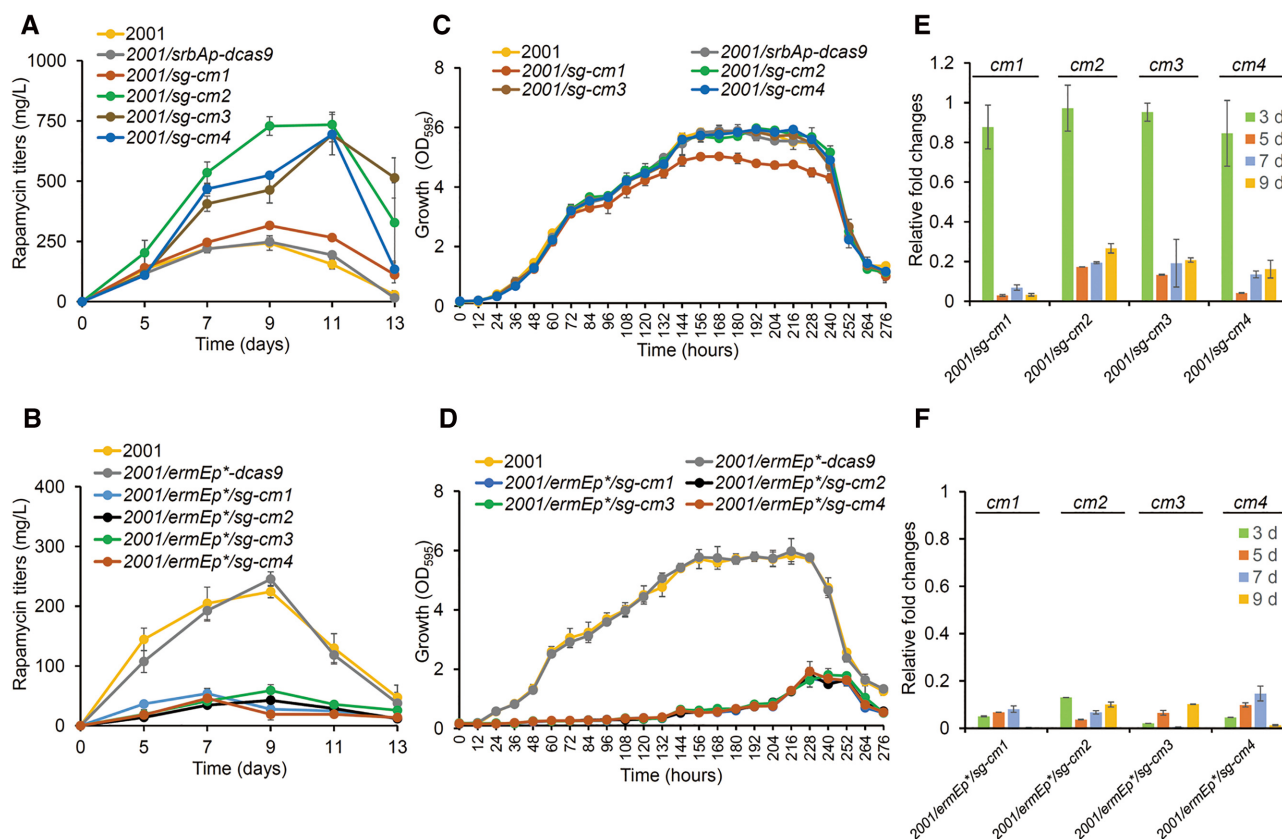 A
2001
2001/srbAp-dcas9
2001/sg-cm1
2001/sg-cm2
2001/sg-cm3
2001/sg-cm4
Rapamycin titers (mg/L)
1000
750
500
250
0
0 5 7 9 11 13
Time (days)
C
2001 2001/srbAp-dcas9
2001/sg-cm1 2001/sg-cm2
2001/sg-cm3 2001/sg-cm4
Growth (OD595)
8
6
4
2
0
0 12 24 36 48 60 72 84 96 108 120 132 144 156 168 180 192 204 216 228 240 252 264 276
Time (hours)
E
cm1 cm2 cm3 cm4
Relative fold changes
1.2
1
0.8
0.6
0.4
0.2
0
3 d
5 d
7 d
9 d
2001/sg-cm1 2001/sg-cm2 2001/sg-cm3 2001/sg-cm4
B
2001
2001/ermEp*-dcas9
2001/ermEp*/sg-cm1
2001/ermEp*/sg-cm2
2001/ermEp*/sg-cm3
2001/ermEp*/sg-cm4
Rapamycin titers (mg/L)
400
300
200
100
0
0 5 7 9 11 13
Time (days)
D
2001 2001/ermEp*-dcas9
2001/ermEp*/sg-cm1 2001/ermEp*/sg-cm2
2001/ermEp*/sg-cm3 2001/ermEp*/sg-cm4
Growth (OD595)
8
6
4
2
0
0 12 24 36 48 60 72 84 96 108 120 132 144 156 168 180 192 204 216 228 240 252 264 276
Time (hours)
F
cm1 cm2 cm3 cm4
Relative fold changes
1
0.8
0.6
0.4
0.2
0
3 d
5 d
7 d
9 d
2001/ermEp*/sg-cm1 2001/ermEp*/sg-cm2 2001/ermEp*/sg-cm3 2001/ermEp*/sg-cm4